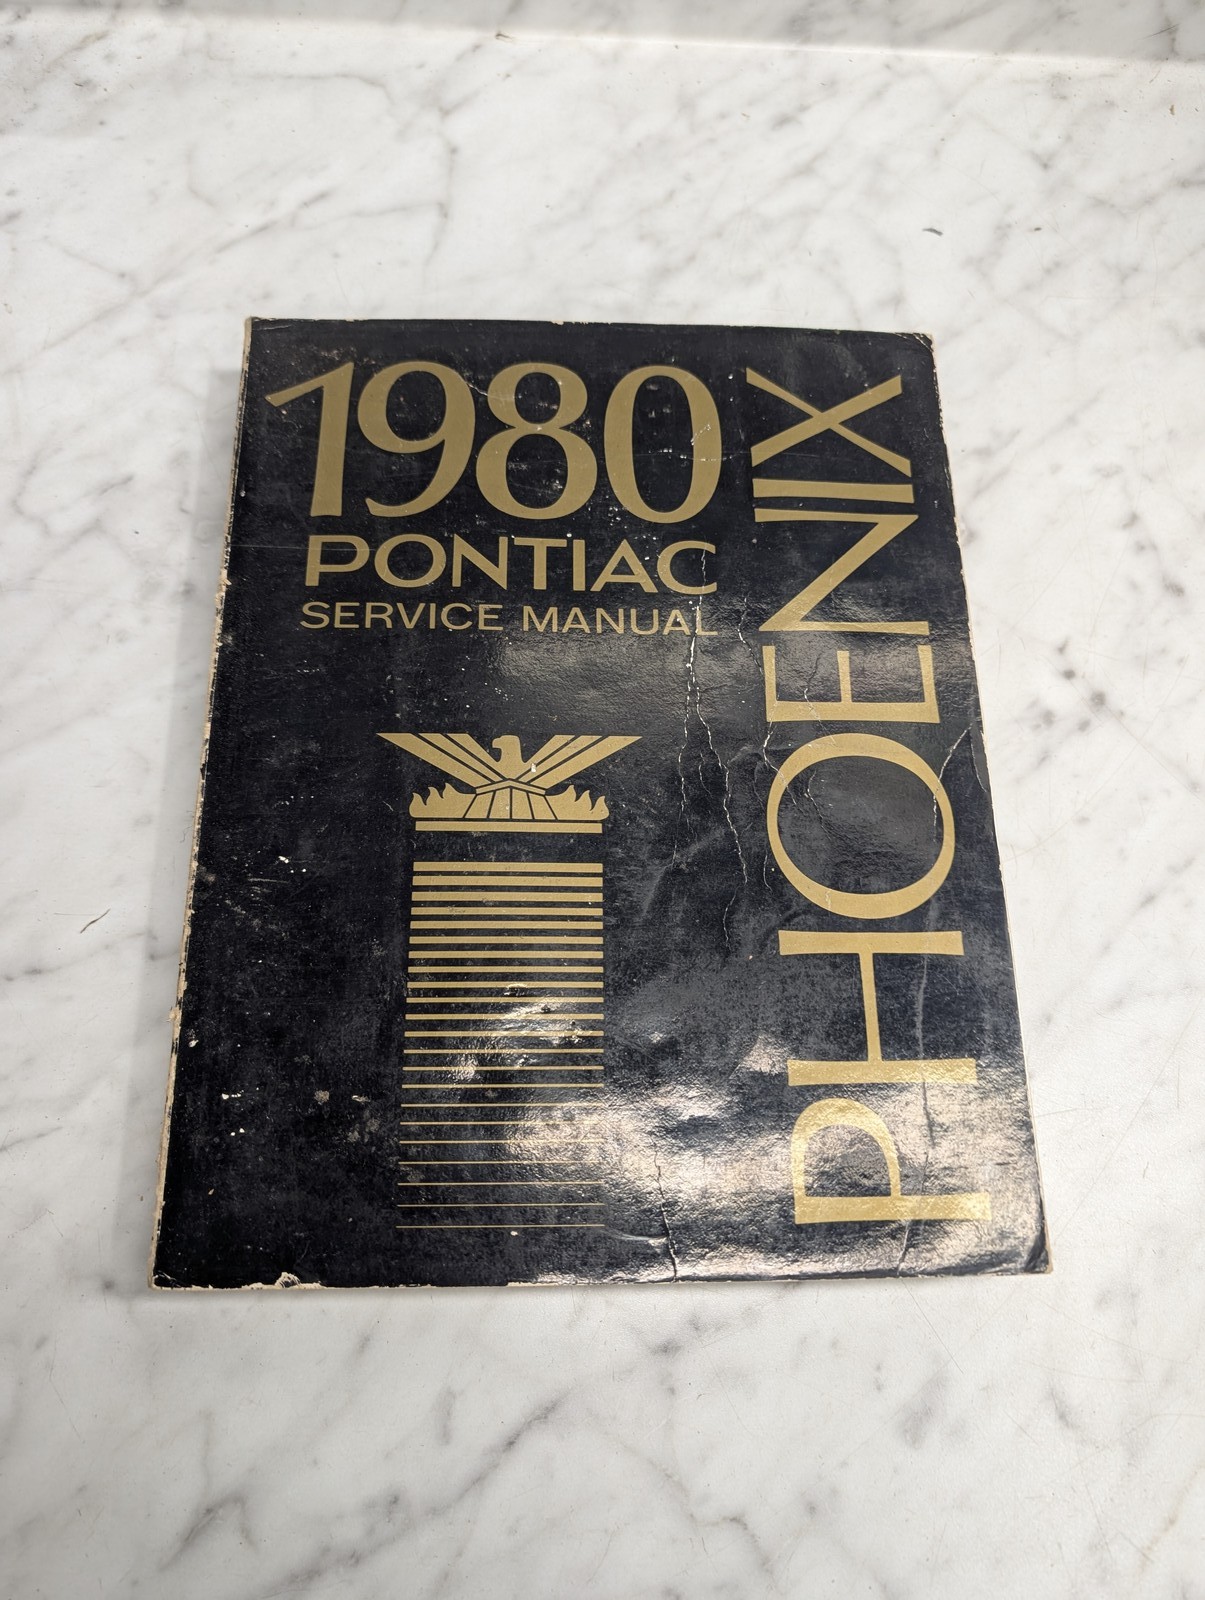 1980
PONTIAC
SERVICE MANUAL
PHOENIX